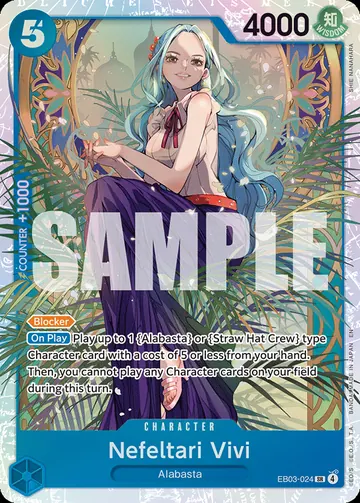 5
4000
知
WISDOM
SHIE NANAHARA
COUNTER +1000
SAMPLE
Blocker
On Play Play up to 1 {Alabasta} or {Straw Hat Crew} type
Character card with a cost of 5 or less from your hand.
Then, you cannot play any Character cards on your field
during this turn.
CHARACTER
Nefeltari Vivi
Alabasta
EB03-024 SR 4